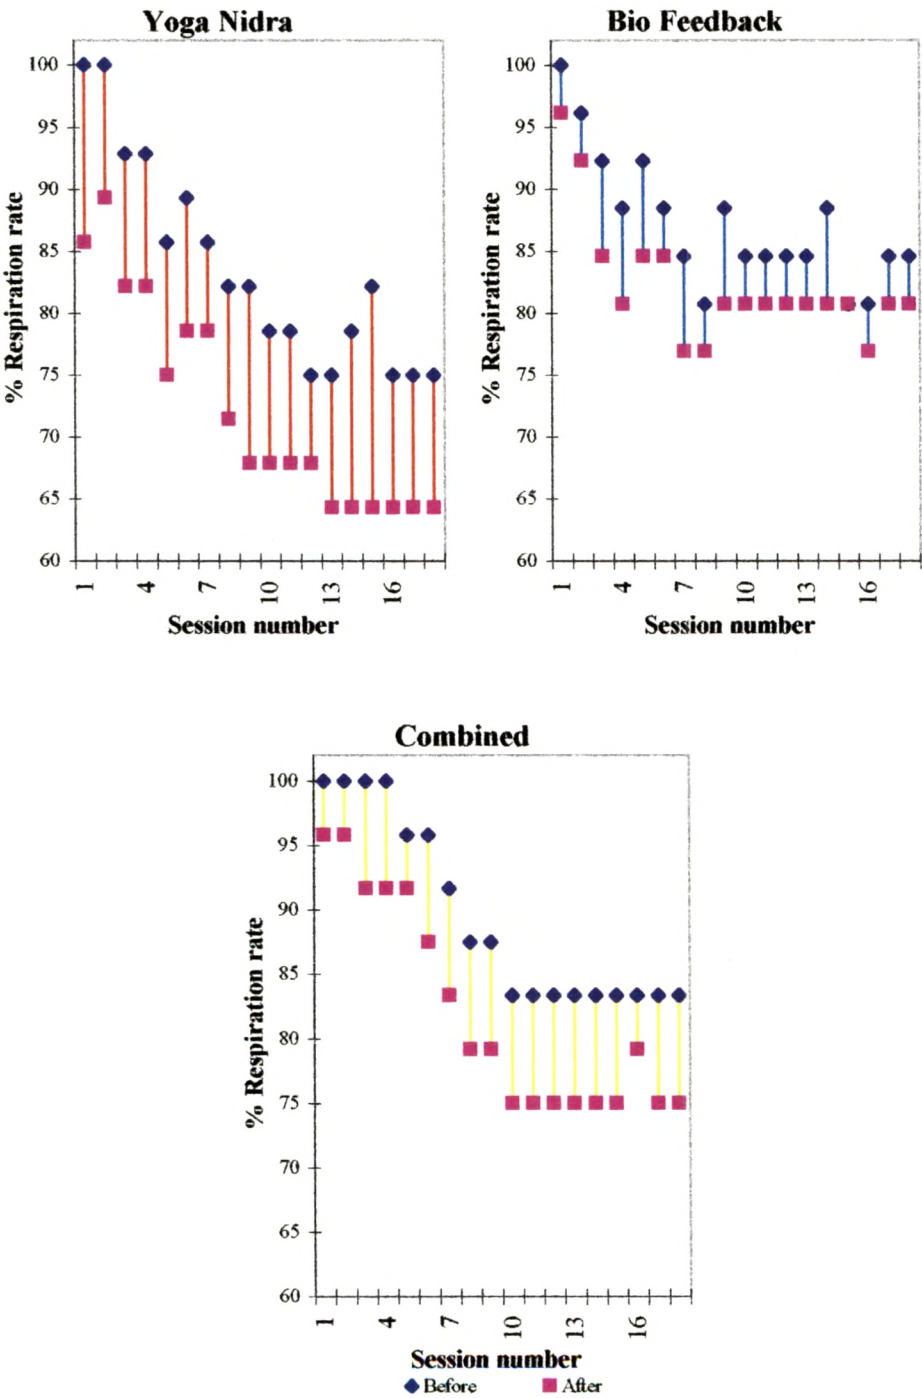 Yoga Nidra
100
95
90
85
80
75
70
65
60
% Respiration rate
1 4 7 10 13 16
Session number
Bio Feedback
100
95
90
85
80
75
70
65
60
% Respiration rate
1 4 7 10 13 16
Session number
Combined
100
95
90
85
80
75
70
65
60
% Respiration rate
1 4 7 10 13 16
Session number
Before After